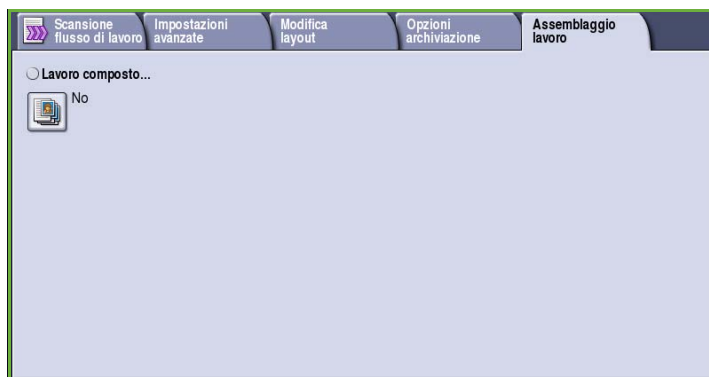 Scansione
flusso di lavoro
Impostazioni
avanzate
Modifica
layout
Opzioni
archiviazione
Assemblaggio
lavoro
Lavoro composto...
No